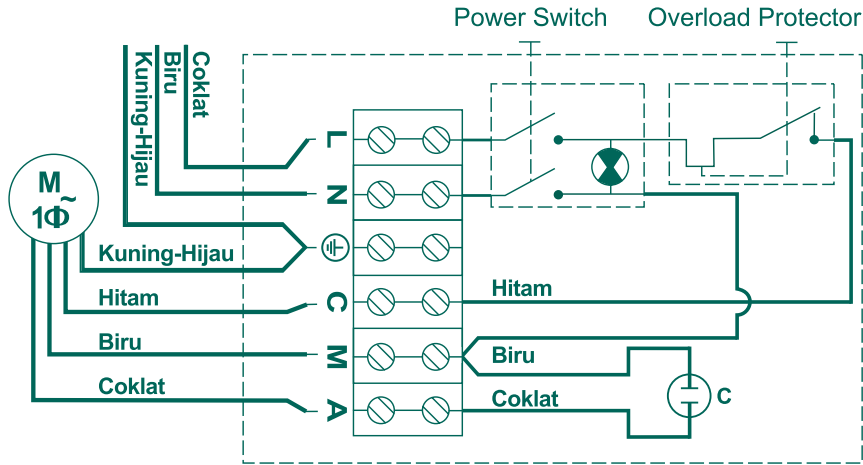 Power Switch
Overload Protector
Coklat
Biru
Kuning-Hijau
L
N
M
1Φ~
Kuning-Hijau
Hitam
C
Hitam
Biru
M
Biru
Coklat
A
Coklat
C